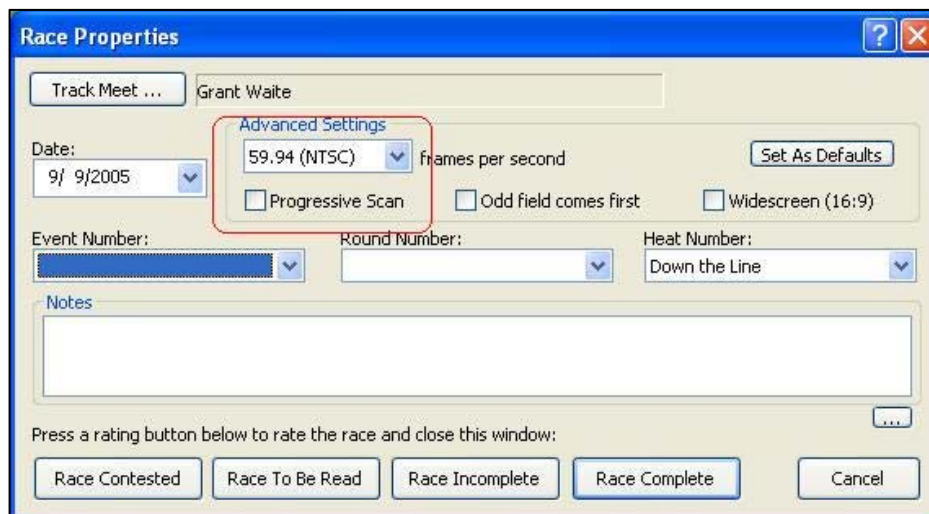 Race Properties
Track Meet ... Grant Waite
Advanced Settings
Date:
59.94 (NTSC) frames per second Set As Defaults
9/ 9/2005
Progressive Scan Odd field comes first Widescreen (16:9)
Event Number: Round Number: Heat Number:
Down the Line
Notes
...
Press a rating button below to rate the race and close this window:
Race Contested Race To Be Read Race Incomplete Race Complete Cancel